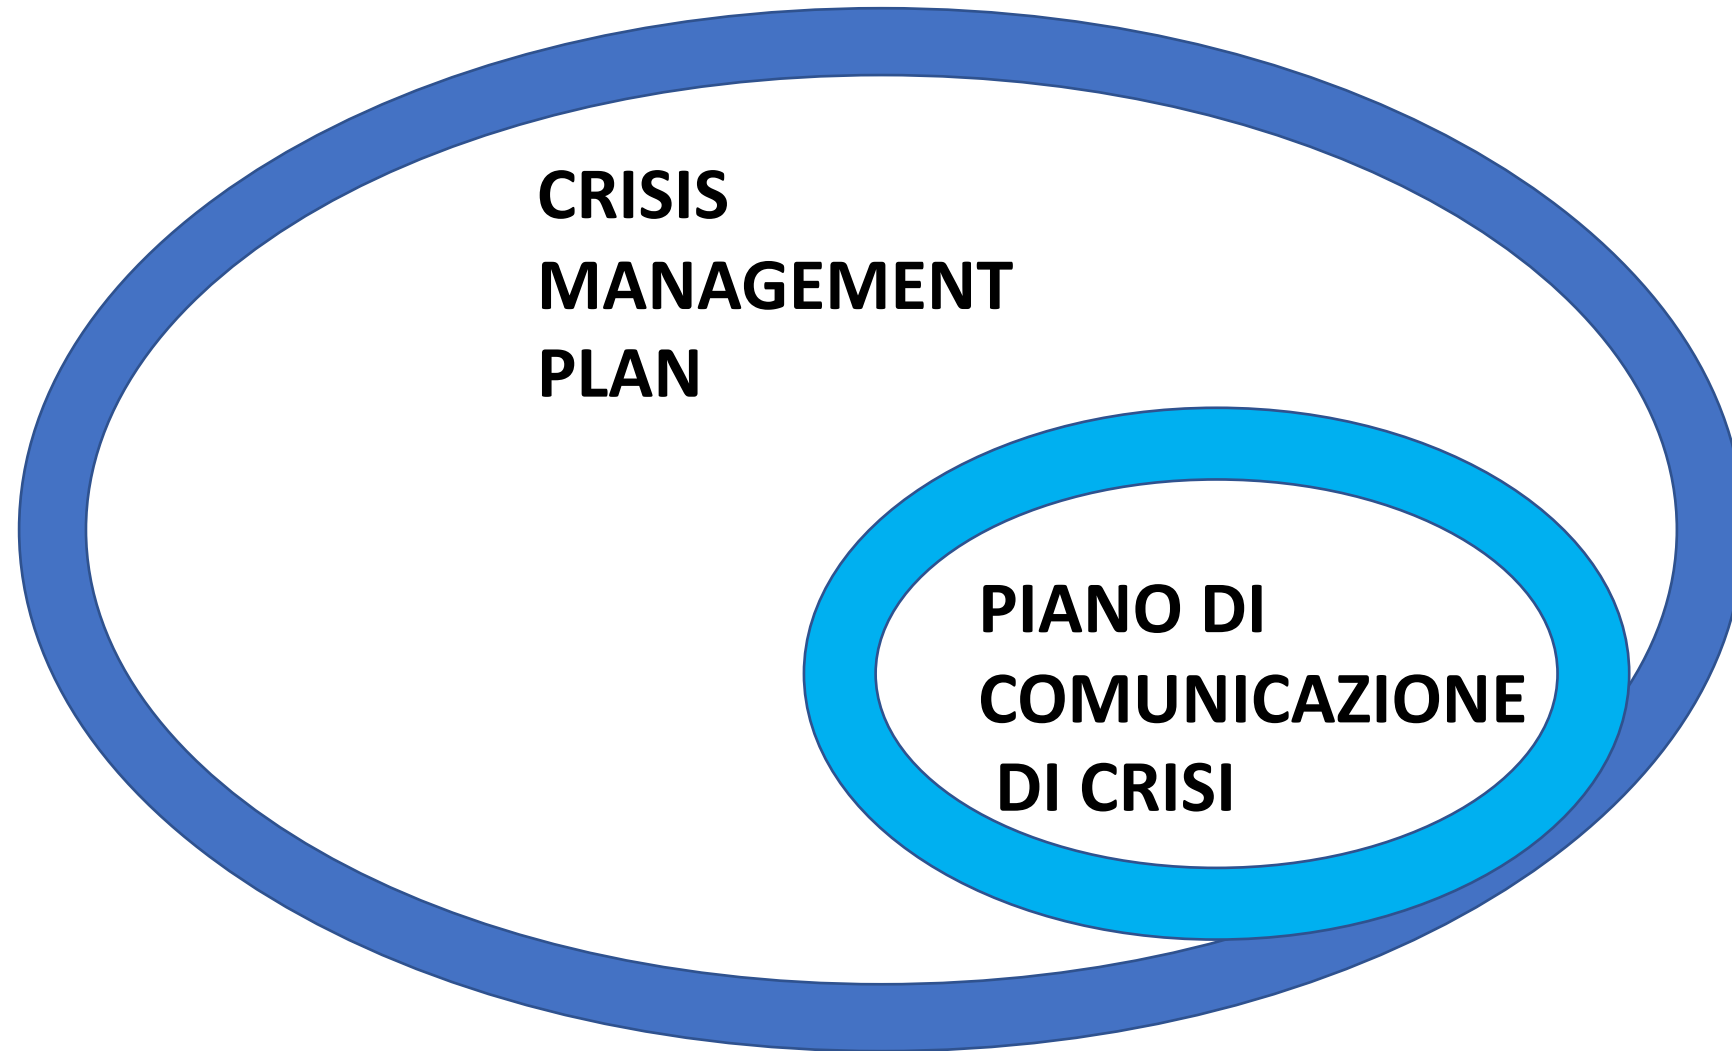 CRISIS
MANAGEMENT
PLAN
PIANO DI
COMUNICAZIONE
DI CRISI